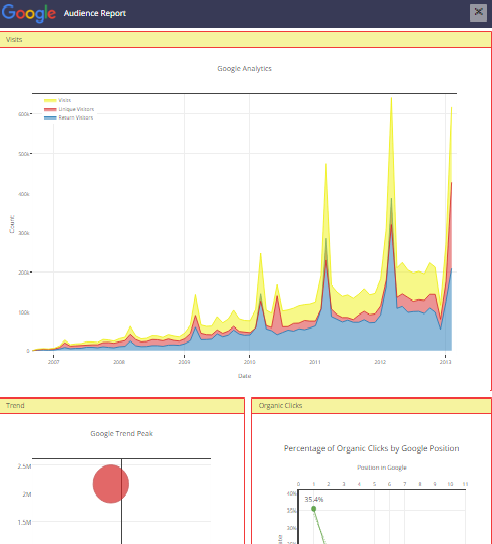 Google Audience Report
Visits
Google Analytics
Visits
Unique Visitors
Return Visitors
600k
500k
400k
300k
200k
100k
0
Count
2007 2008 2009 2010 2011 2012 2013
Date
Trend
Google Trend Peak
2.5M
2M
1.5M
Organic Clicks
Percentage of Organic Clicks by Google Position
Position in Google
0 1 2 3 4 5 6 7 8 9 10 11
40%
35%
30%
35.4%